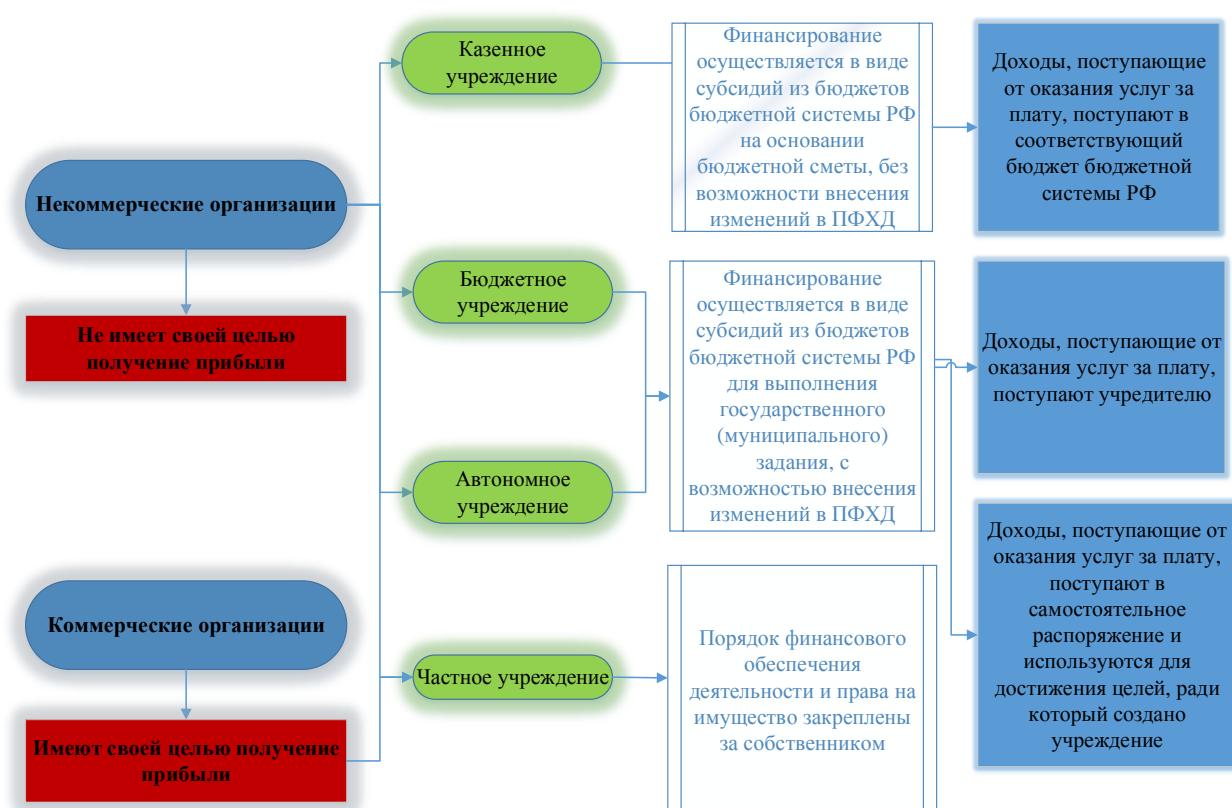 Казенное
учреждение
Финансирование
осуществляется в виде
субсидий из бюджетов
бюджетной системы РФ
на основании
бюджетной сметы, без
возможности внесения
изменений в ПФХД
Доходы, поступающие
от оказания услуг за
плату, поступают в
соответствующий
бюджет бюджетной
системы РФ
Некоммерческие организации
Не имеет своей целью
получение прибыли
Бюджетное
учреждение
Автономное
учреждение
Финансирование
осуществляется в виде
субсидий из бюджетов
бюджетной системы РФ
для выполнения
государственного
(муниципального)
задания, с
возможностью внесения
изменений в ПФХД
Доходы, поступающие от
оказания услуг за плату,
поступают учредителю
Доходы, поступающие от
оказания услуг за плату,
поступают в
самостоятельное
распоряжение и
используются для
достижения целей, ради
который создано
учреждение
Коммерческие организации
Имеют своей целью получение
прибыли
Частное учреждение
Порядок финансового
обеспечения
деятельности и права на
имущество закреплены
за собственником